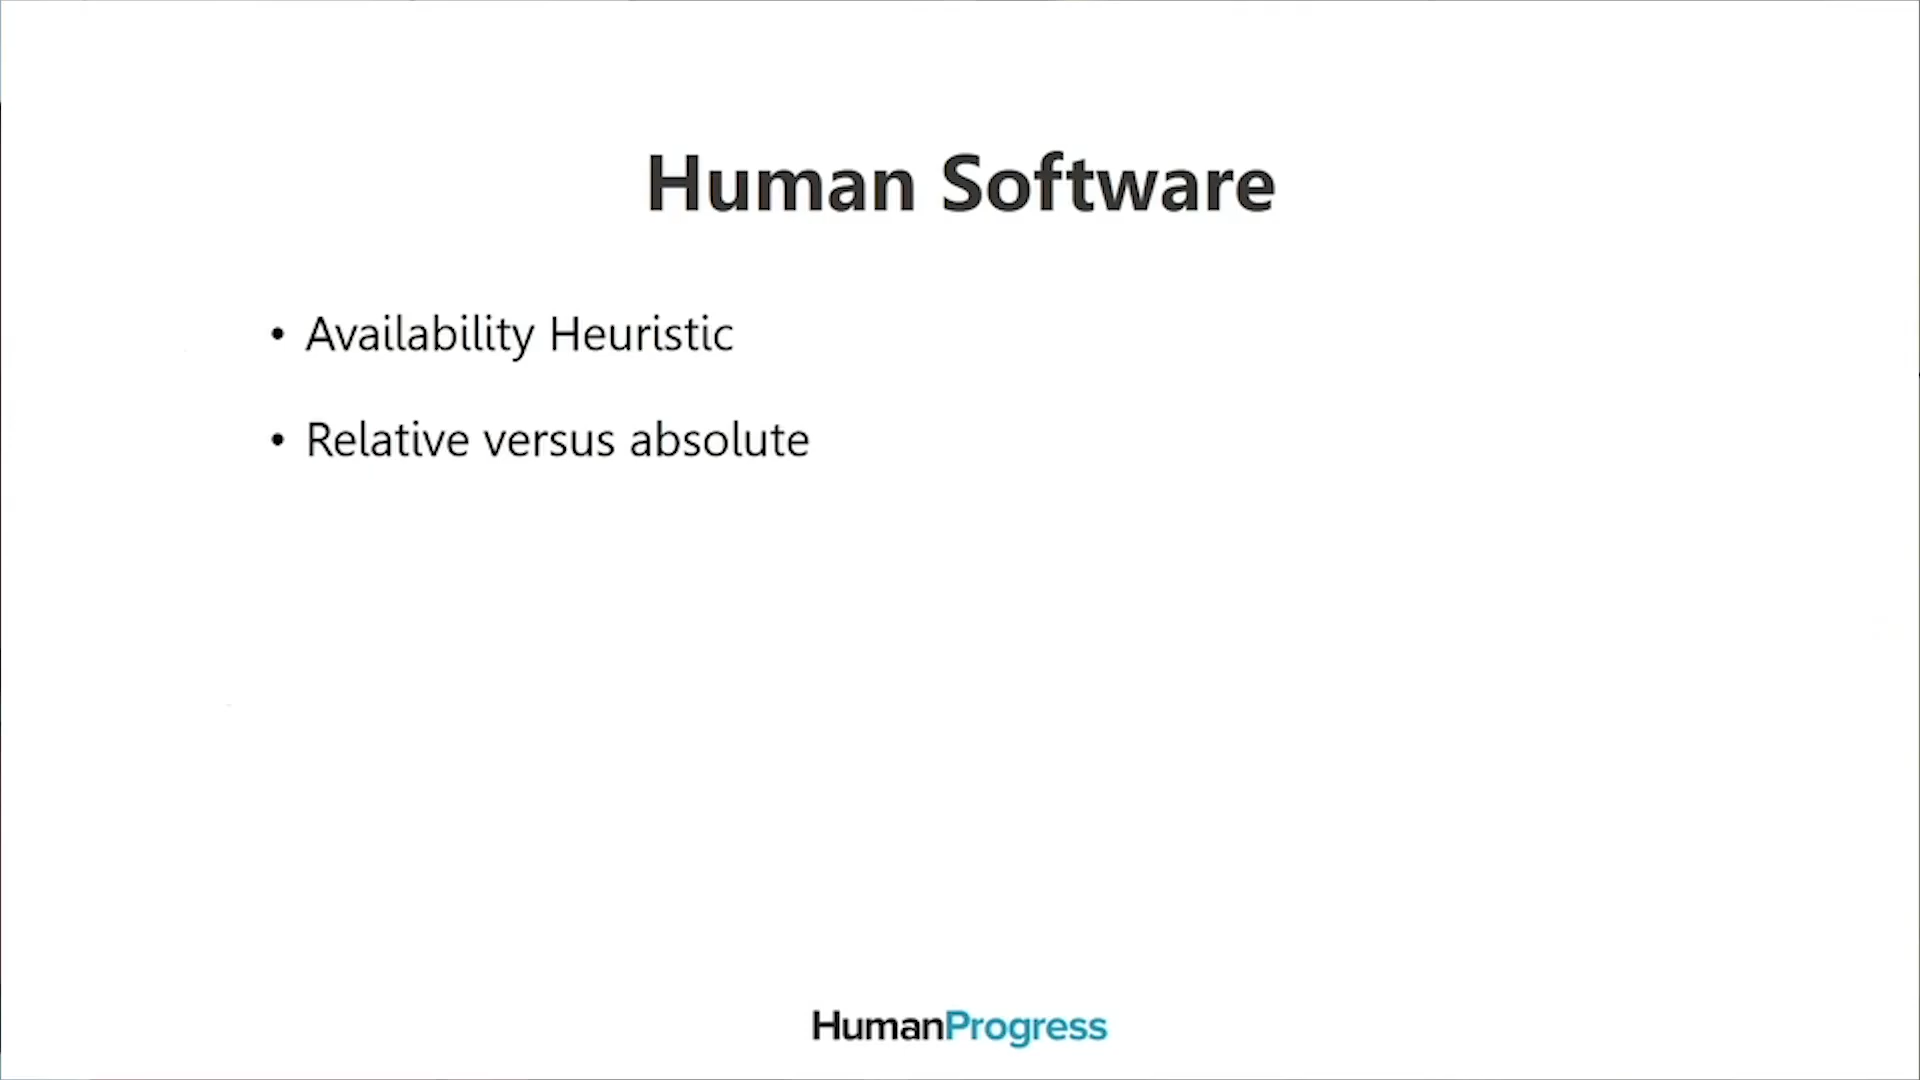 Human Software
• Availability Heuristic
• Relative versus absolute
HumanProgress